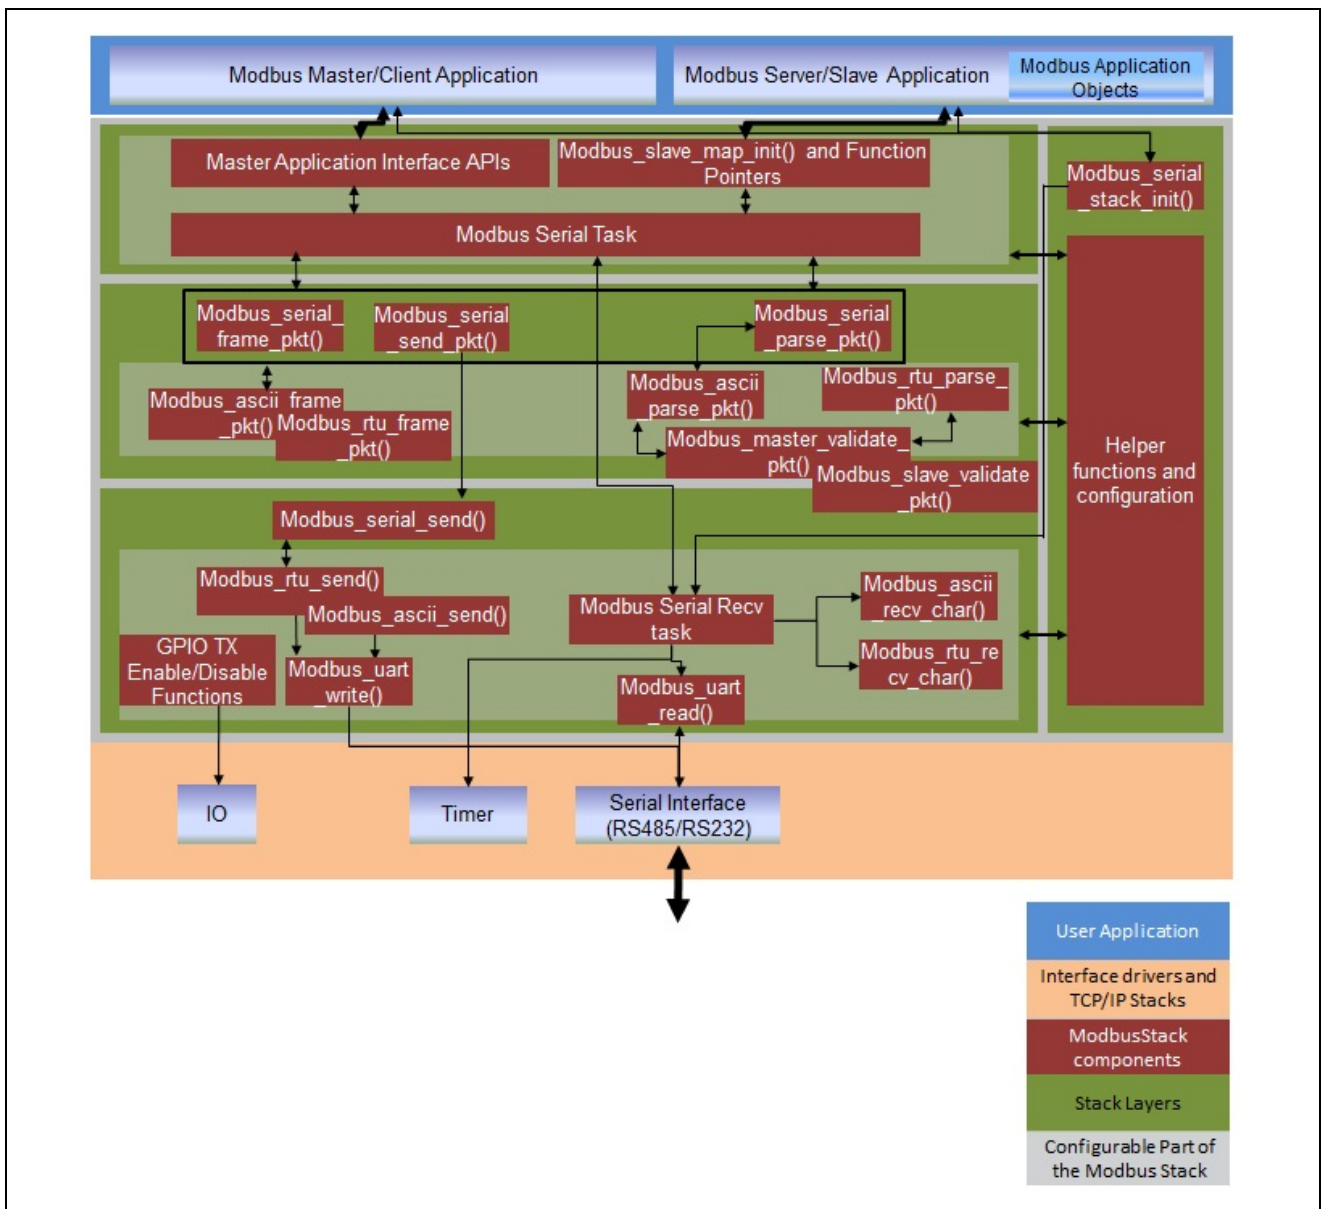 Modbus Master/Client Application
Modbus Server/Slave Application
Modbus Application
Objects
Master Application Interface APIs
Modbus_slave_map_init() and Function
Pointers
Modbus_serial
_stack_init()
Modbus Serial Task
Modbus_serial_
frame_pkt()
Modbus_serial
_send_pkt()
Modbus_serial
_parse_pkt()
Modbus_ascii_frame
_pkt()
Modbus_rtu_frame
_pkt()
Modbus_ascii
_parse_pkt()
Modbus_rtu_parse_
pkt()
Modbus_master_validate_
pkt()
Modbus_slave_validate
_pkt()
Helper
functions and
configuration
Modbus_serial_send()
Modbus_rtu_send()
Modbus_ascii_send()
Modbus Serial Recv
task
Modbus_ascii
_recv_char()
Modbus_rtu_re
cv_char()
GPIO TX
Enable/Disable
Functions
Modbus_uart
_write()
Modbus_uart
_read()
IO
Timer
Serial Interface
(RS485/RS232)
User Application
Interface drivers and
TCP/IP Stacks
ModbusStack
components
Stack Layers
Configurable Part of
the Modbus Stack